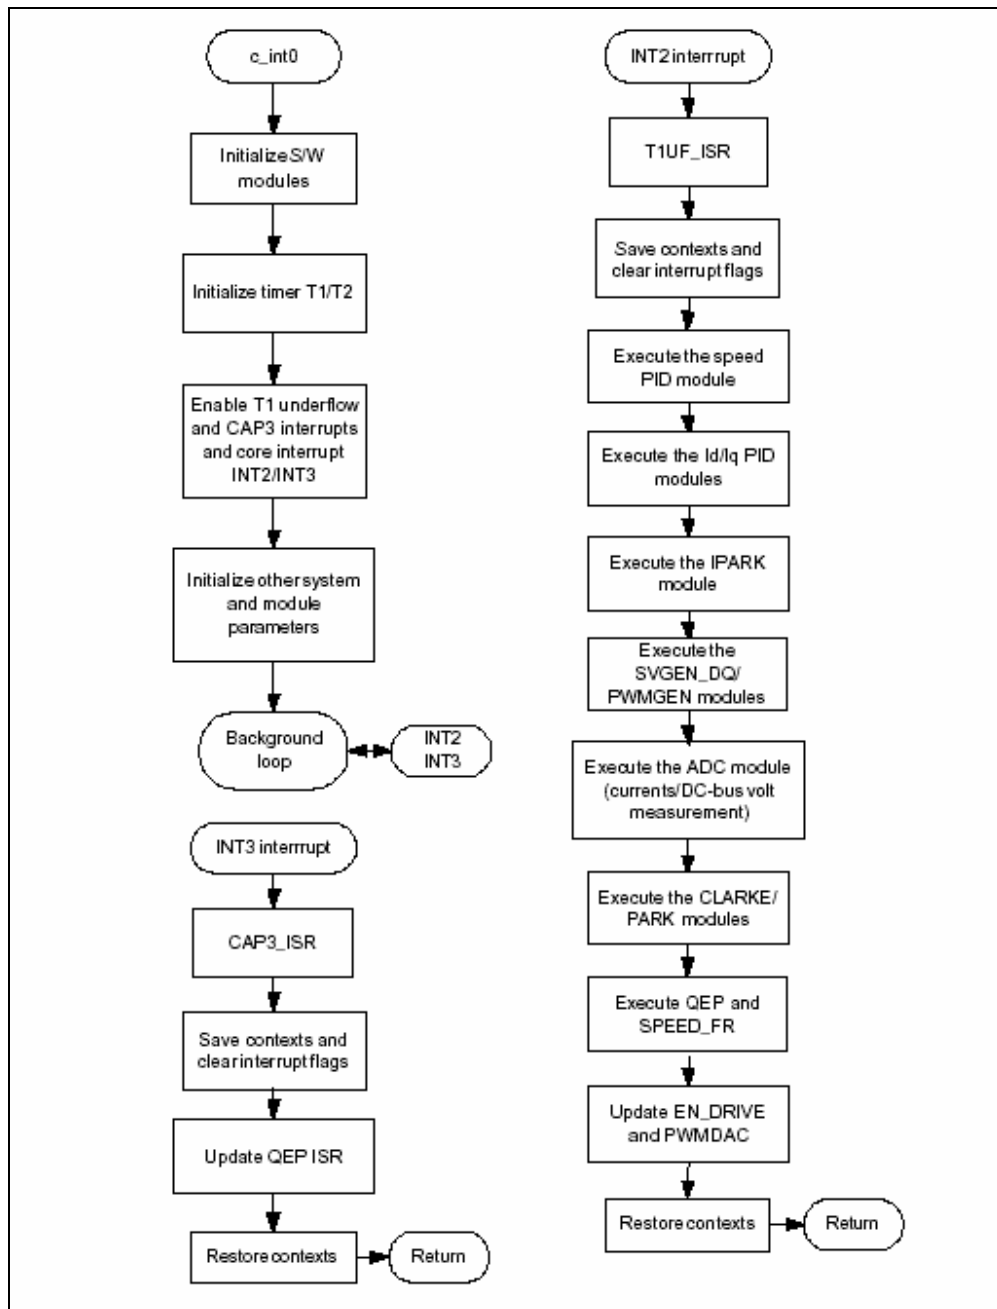 c_int0
Initialize S/W
modules
Initialize timer T1/T2
Enable T1 underflow
and CAP3 interrupts
and core interrupt
INT2/INT3
Initialize other system
and module
parameters
Background
loop
INT2
INT3
INT3 interrrupt
CAP3_ISR
Save contexts and
clear interrupt flags
Update QEP ISR
Restore contexts
Return
INT2 interrrupt
T1UF_ISR
Save contexts and
clear interrupt flags
Execute the speed
PID module
Execute the Id/Iq PID
modules
Execute the IPARK
module
Execute the
SVGEN_DQ/
PWMGEN modules
Execute the ADC module
(currents/DC-bus volt
measurement)
Execute the CLARKE/
PARK modules
Execute QEP and
SPEED_FR
Update EN_DRIVE
and PWMDAC
Restore contexts
Return